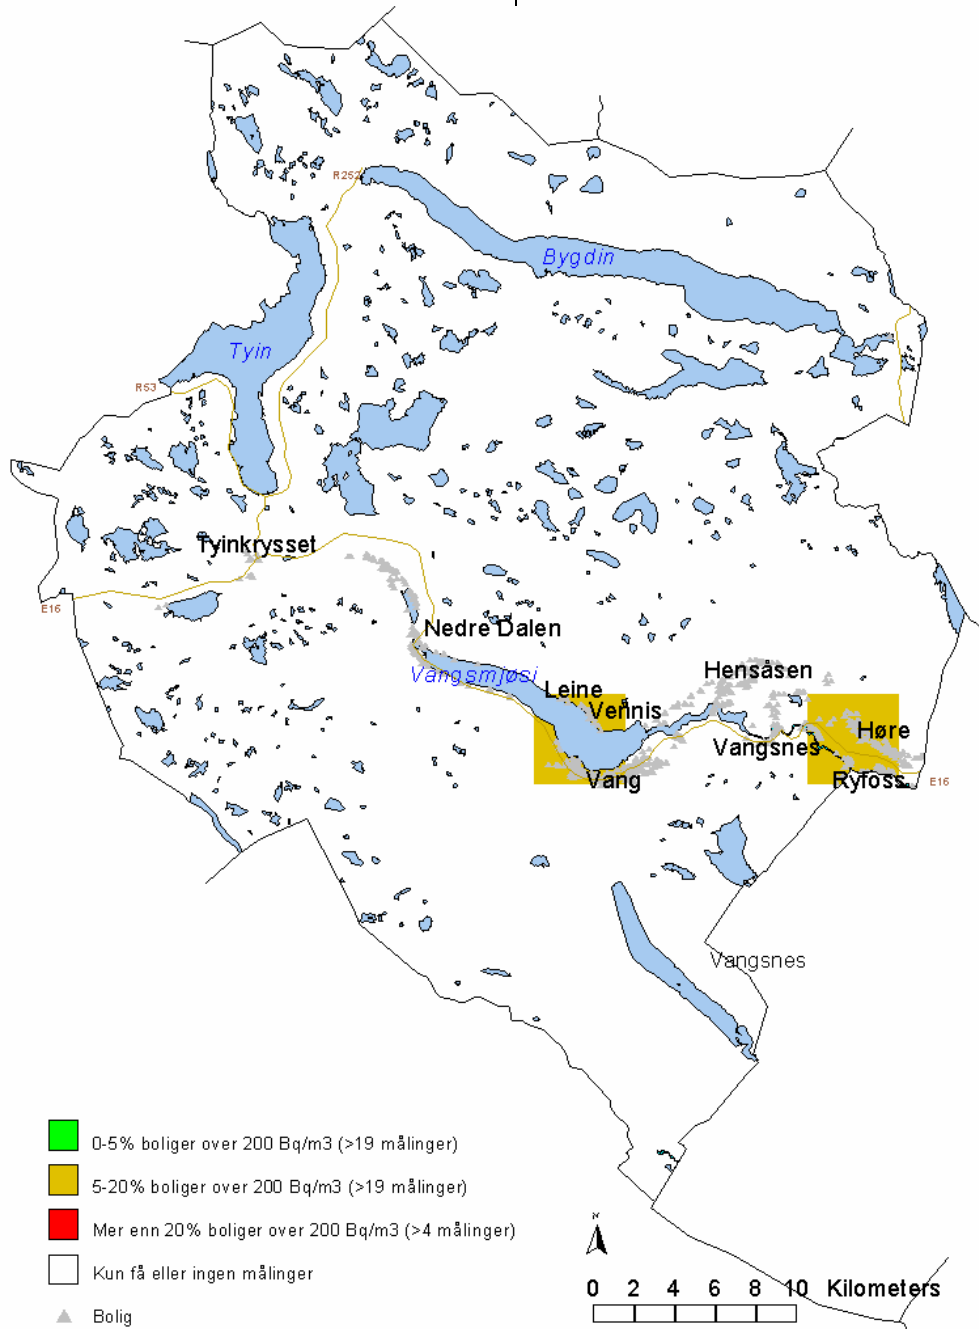 R252
Bygdin
Tyin
R53
Tyinkrysset
E16
Nedre Dalen
Vangsmjøsi
Hensåsen
Leine
Vennis
Høre
Vangsnes
Vang
Ryfoss
E16
Vangsnes
0-5% boliger over 200 Bq/m3 (>19 målinger)
5-20% boliger over 200 Bq/m3 (>19 målinger)
Mer enn 20% boliger over 200 Bq/m3 (>4 målinger)
Kun få eller ingen målinger
Bolig
N
0 2 4 6 8 10 Kilometers